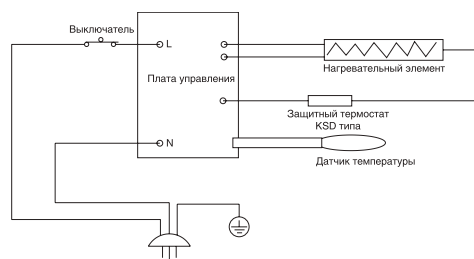 Выключатель
L
Плата управления
Нагревательный элемент
Защитный термостат
KSD типа
N
Датчик температуры